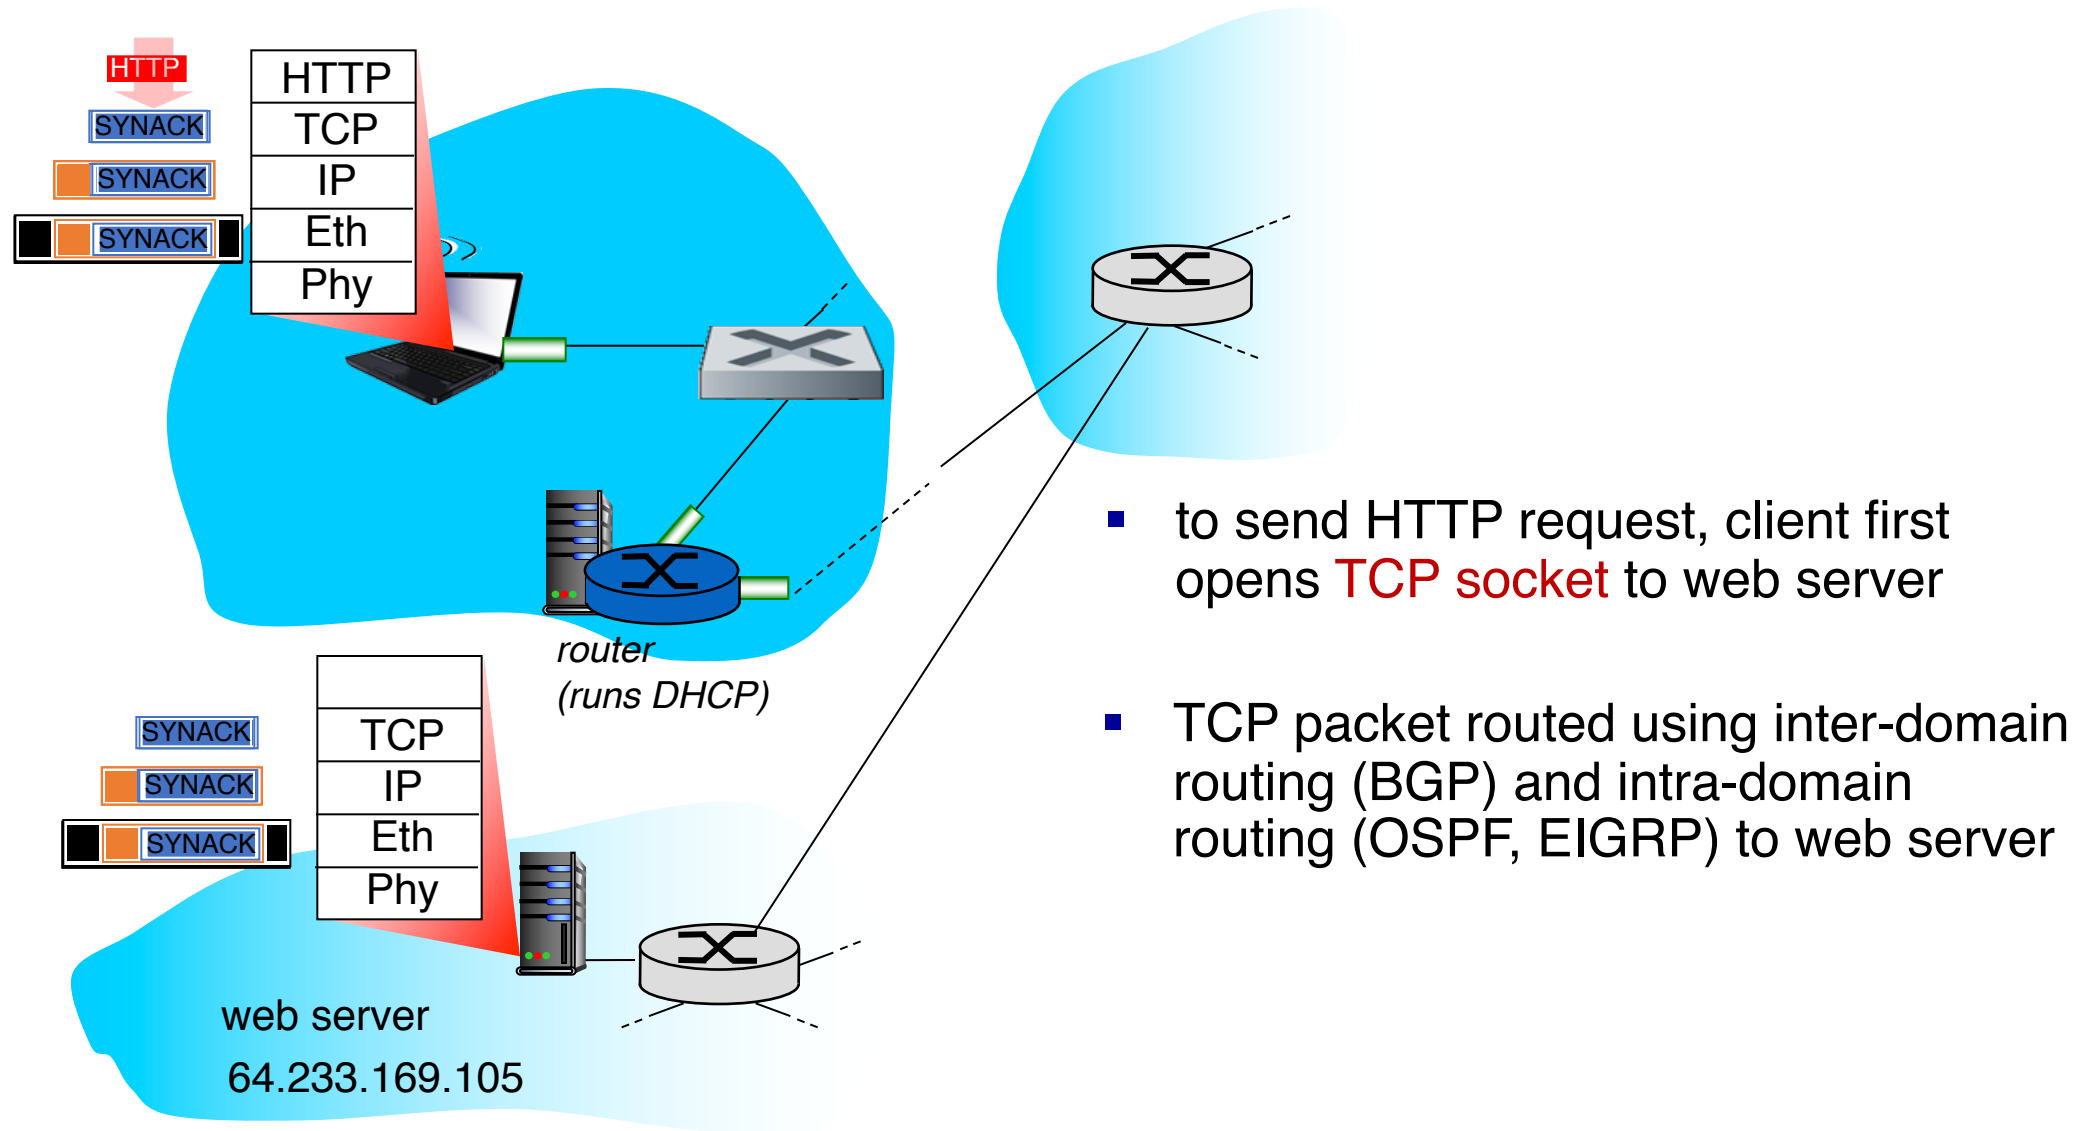 HTTP
SYNACK
SYNACK
SYNACK
HTTP
TCP
IP
Eth
Phy
router
(runs DHCP)
SYNACK
SYNACK
SYNACK
TCP
IP
Eth
Phy
web server
64.233.169.105
▪ to send HTTP request, client first
opens TCP socket to web server
▪ TCP packet routed using inter-domain
routing (BGP) and intra-domain
routing (OSPF, EIGRP) to web server